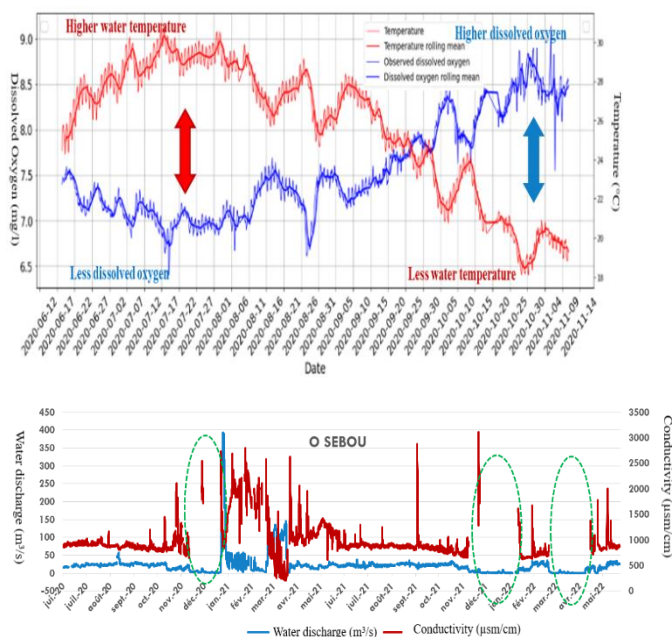 Higher water temperature
Higher dissolved oxygen
Temperature
Temperature rolling mean
Observed dissolved oxygen
Dissolved oxygen rolling mean
9.0
8.5
8.0
7.5
7.0
6.5
Dissolved Oxygen (mg/l)
30
28
26
24
22
20
18
Temperature (°C)
Less dissolved oxygen
Less water temperature
2020-06-12
2020-06-17
2020-06-22
2020-06-27
2020-07-02
2020-07-07
2020-07-12
2020-07-17
2020-07-22
2020-07-27
2020-08-01
2020-08-11
2020-08-16
2020-08-21
2020-08-26
2020-08-31
2020-09-05
2020-09-10
2020-09-15
2020-09-20
2020-09-25
2020-09-30
2020-10-05
2020-10-10
2020-10-15
2020-10-20
2020-10-25
2020-10-30
2020-11-04
2020-11-09
2020-11-14
Date
O SEBOU
Water discharge (m³/s)
450
400
350
300
250
200
150
100
50
0
-50
3500
3000
2500
2000
1500
1000
500
0
Conductivity (µsm/cm)
jui.-20
juil.-20
août-20
sept.-20
oct.-20
nov.-20
déc.-20
janv.-21
févr.-21
mars-21
avr.-21
mai-21
juin-21
juil.-21
août-21
sept.-21
oct.-21
nov.-21
déc.-21
janv.-22
févr.-22
mars-22
avr.-22
mai-22
Water discharge (m³/s)
Conductivity (µsm/cm)